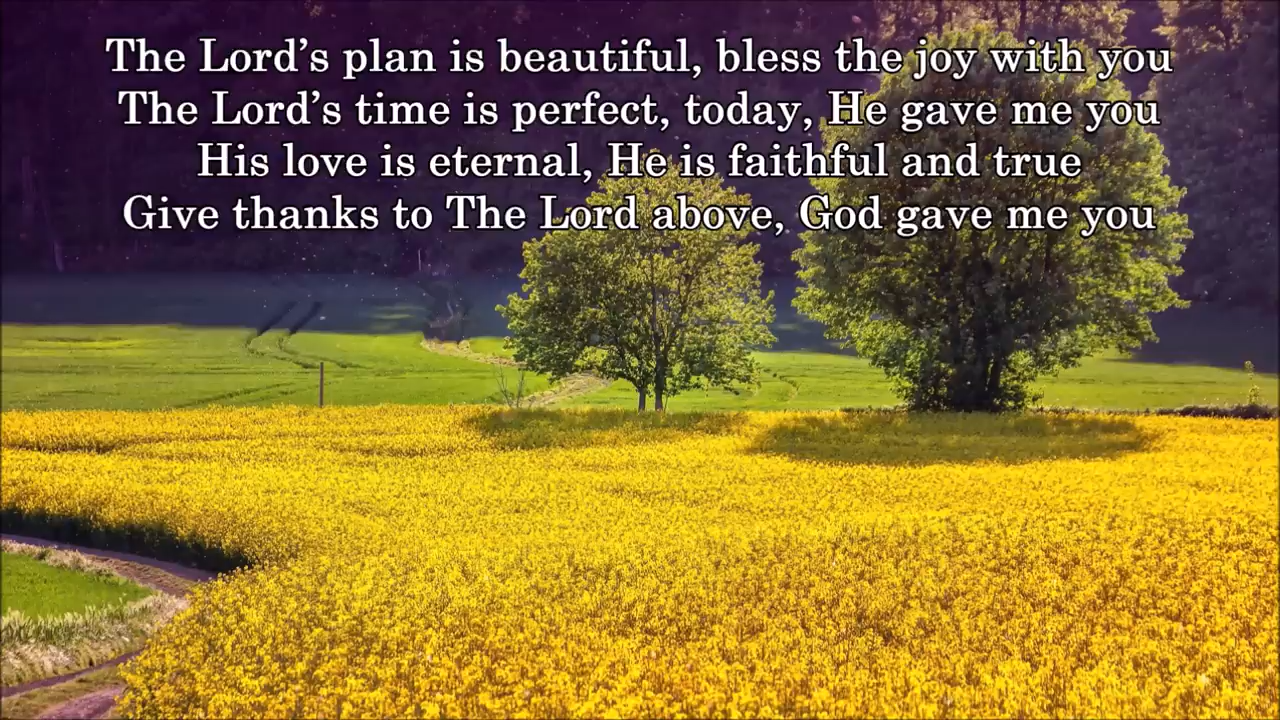 The Lord’s plan is beautiful, bless the joy with you
The Lord’s time is perfect, today, He gave me you
His love is eternal, He is faithful and true
Give thanks to The Lord above, God gave me you